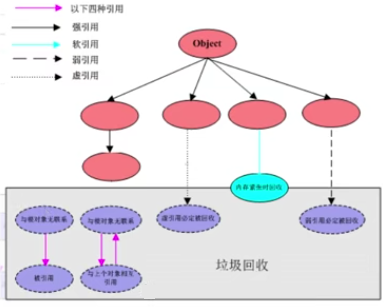 以下四种引用
强引用
软引用
弱引用
虚引用
Object
内存紧张时回收
与根对象无联系
与根对象无联系
虚引用必定被回收
弱引用必定被回收
被引用
与上个对象相互
引用
垃圾回收